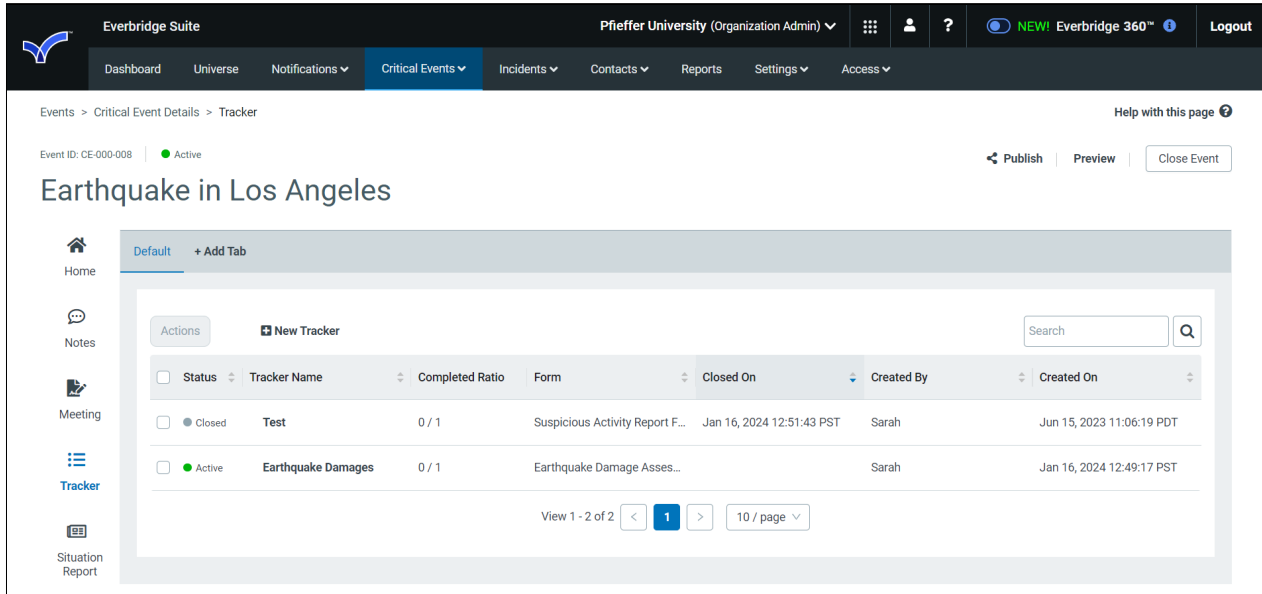 Everbridge Suite
Pfieffer University (Organization Admin)
?
NEW! Everbridge 360™
Logout
Dashboard Universe Notifications Critical Events Incidents Contacts Reports Settings Access
Events > Critical Event Details > Tracker
Help with this page
Event ID: CE-000-008 Active
Publish Preview Close Event
Earthquake in Los Angeles
Home
Notes
Meeting
Tracker
Situation
Report
Default + Add Tab
Actions New Tracker Search
Status Tracker Name Completed Ratio Form Closed On Created By Created On
Closed Test 0 / 1 Suspicious Activity Report F... Jan 16, 2024 12:51:43 PST Sarah Jun 15, 2023 11:06:19 PDT
Active Earthquake Damages 0 / 1 Earthquake Damage Asses... Sarah Jan 16, 2024 12:49:17 PST
View 1 - 2 of 2 < 1 > 10 / page